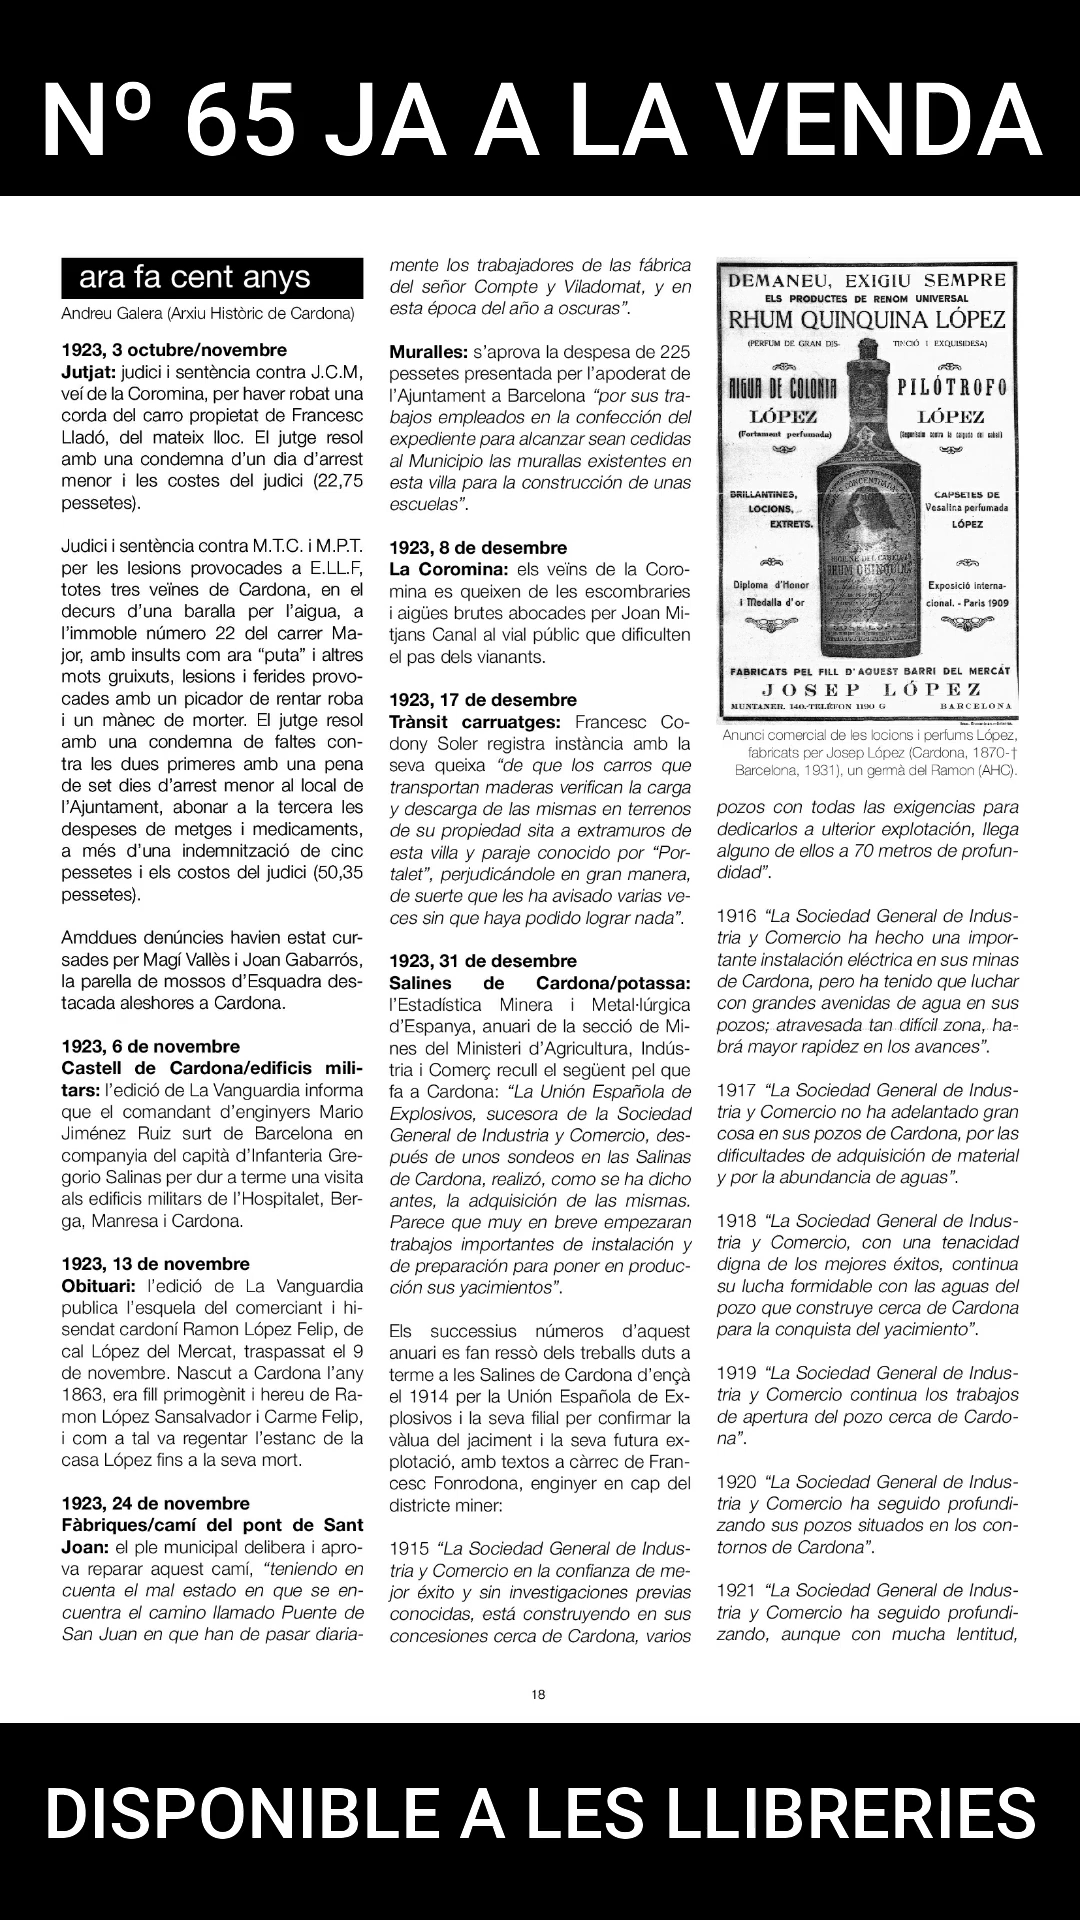 Nº 65 JA A LA VENDA
ara fa cent anys
Andreu Galera (Arxiu Històric de Cardona)
1923, 3 octubre/novembre
Jutjat: judici i sentència contra J.C.M,
veí de la Coromina, per haver robat una
corda del carro propietat de Francesc
Lladó, del mateix lloc. El jutge resol
amb una condemna d’un dia d’arrest
menor i les costes del judici (22,75
pessetes).
Judici i sentència contra M.T.C. i M.P.T.
per les lesions provocades a E.LL.F,
totes tres veïnes de Cardona, en el
decurs d’una baralla per l’aigua, a
l’immoble número 22 del carrer Ma-
jor, amb insults com ara “puta” i altres
mots gruixuts, lesions i ferides provo-
cades amb un picador de rentar roba
i un mànec de morter. El jutge resol
amb una condemna de faltes con-
tra les dues primeres amb una pena
de set dies d’arrest menor al local de
l’Ajuntament, abonar a la tercera les
despeses de metges i medicaments,
a més d’una indemnització de cinc
pessetes i els costos del judici (50,35
pessetes).
Amddues denúncies havien estat cur-
sades per Magí Vallès i Joan Gabarrós,
la parella de mossos d’Esquadra des-
tacada aleshores a Cardona.
1923, 6 de novembre
Castell de Cardona/edificis mili-
tars: l’edició de La Vanguardia informa
que el comandant d’enginyers Mario
Jiménez Ruiz surt de Barcelona en
companyia del capità d’Infanteria Gre-
gorio Salinas per dur a terme una visita
als edificis militars de l’Hospitalet, Ber-
ga, Manresa i Cardona.
1923, 13 de novembre
Obituari: l’edició de La Vanguardia
publica l’esquela del comerciant i hi-
sendat cardoní Ramon López Felip, de
cal López del Mercat, traspassat el 9
de novembre. Nascut a Cardona l’any
1863, era fill primogènit i hereu de Ra-
mon López Sansalvador i Carme Felip,
i com a tal va regentar l’estanc de la
casa López fins a la seva mort.
1923, 24 de novembre
Fàbriques/camí del pont de Sant
Joan: el ple municipal delibera i apro-
va reparar aquest camí, “teniendo en
cuenta el mal estado en que se en-
cuentra el camino llamado Puente de
San Juan en que han de pasar diaria-
mente los trabajadores de las fábrica
del señor Compte y Viladomat, y en
esta época del año a oscuras”.
Muralles: s’aprova la despesa de 225
pessetes presentada per l’apoderat de
l’Ajuntament a Barcelona “por sus tra-
bajos empleados en la confección del
expediente para alcanzar sean cedidas
al Municipio las murallas existentes en
esta villa para la construcción de unas
escuelas”.
1923, 8 de desembre
La Coromina: els veïns de la Coro-
mina es queixen de les escombraries
i aigües brutes abocades per Joan Mi-
tjans Canal al vial públic que dificulten
el pas dels vianants.
1923, 17 de desembre
Trànsit carruatges: Francesc Co-
dony Soler registra instància amb la
seva queixa “de que los carros que
transportan maderas verifican la carga
y descarga de las mismas en terrenos
de su propiedad sita a extramuros de
esta villa y paraje conocido por “Por-
talet”, perjudicándole en gran manera,
de suerte que les ha avisado varias ve-
ces sin que haya podido lograr nada”.
1923, 31 de desembre
Salines de Cardona/potassa:
l’Estadística Minera i Metal·lúrgica
d’Espanya, anuari de la secció de Mi-
nes del Ministeri d’Agricultura, Indús-
tria i Comerç recull el següent pel que
fa a Cardona: “La Unión Española de
Explosivos, sucesora de la Sociedad
General de Industria y Comercio, des-
pués de unos sondeos en las Salinas
de Cardona, realizó, como se ha dicho
antes, la adquisición de las mismas.
Parece que muy en breve empezaran
trabajos importantes de instalación y
de preparación para poner en produc-
ción sus yacimientos”.
Els successius números d’aquest
anuari es fan ressò dels treballs duts a
terme a les Salines de Cardona d’ençà
el 1914 per la Unión Española de Ex-
plosivos i la seva filial per confirmar la
vàlua del jaciment i la seva futura ex-
plotació, amb textos a càrrec de Fran-
cesc Fonrodona, enginyer en cap del
districte miner:
1915 “La Sociedad General de Indus-
tria y Comercio en la confianza de me-
jor éxito y sin investigaciones previas
conocidas, está construyendo en sus
concesiones cerca de Cardona, varios
DEMANEU, EXIGIU SEMPRE
ELS PRODUCTES DE RENOM UNIVERSAL
RHUM QUINQUINA LÓPEZ
(PERFUM DE GRAN DIS- TINCIÓ I EXQUISIDESA)
AIGUA DE COLONIA
LÓPEZ
(Fortament perfumada)
PILÓTROFO
LÓPEZ
BRILLANTINES,
LOCIONS,
EXTRETS.
CAPSETES DE
Vesalina perfumada
LÓPEZ
RHUM QUINQUINA
Diploma d’Honor
i Medalla d’or
Exposició interna-
cional. - Paris 1909
FABRICATS PEL FILL D’AQUEST BARRI DEL MERCAT
JOSEP LÓPEZ
MUNTANER, 140.-TELÈFON 1190 G BARCELONA
Anunci comercial de les locions i perfums López,
fabricats per Josep López (Cardona, 1870-†
Barcelona, 1931), un germà del Ramon (AHC).
pozos con todas las exigencias para
dedicarlos a ulterior explotación, llega
alguno de ellos a 70 metros de profun-
didad”.
1916 “La Sociedad General de Indus-
tria y Comercio ha hecho una impor-
tante instalación eléctrica en sus minas
de Cardona, pero ha tenido que luchar
con grandes avenidas de agua en sus
pozos; atravesada tan difícil zona, ha-
brá mayor rapidez en los avances”.
1917 “La Sociedad General de Indus-
tria y Comercio no ha adelantado gran
cosa en sus pozos de Cardona, por las
dificultades de adquisición de material
y por la abundancia de aguas”.
1918 “La Sociedad General de Indus-
tria y Comercio, con una tenacidad
digna de los mejores éxitos, continua
su lucha formidable con las aguas del
pozo que construye cerca de Cardona
para la conquista del yacimiento”.
1919 “La Sociedad General de Indus-
tria y Comercio continua los trabajos
de apertura del pozo cerca de Cardo-
na”.
1920 “La Sociedad General de Indus-
tria y Comercio ha seguido profundi-
zando sus pozos situados en los con-
tornos de Cardona”.
1921 “La Sociedad General de Indus-
tria y Comercio ha seguido profundi-
zando, aunque con mucha lentitud,
18
DISPONIBLE A LES LLIBRERIES